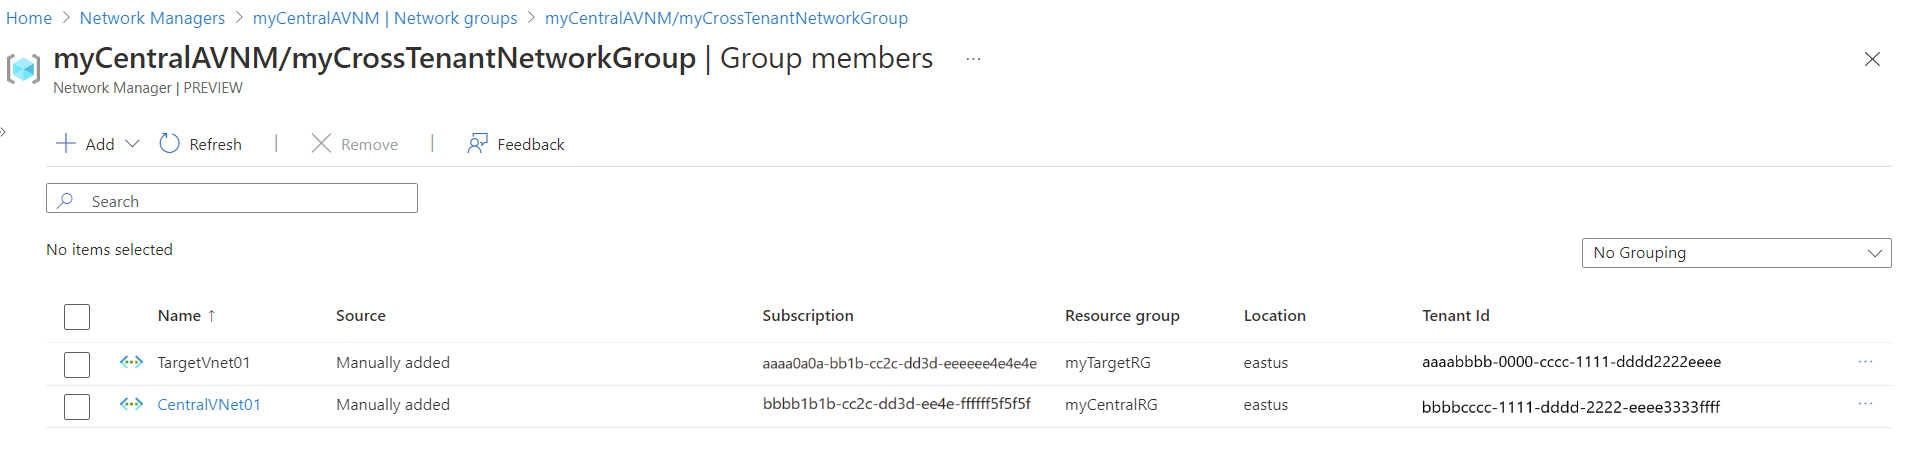 Home > Network Managers > myCentralAVNM | Network groups > myCentralAVNM/myCrossTenantNetworkGroup
myCentralAVNM/myCrossTenantNetworkGroup | Group members ...
Network Manager | PREVIEW
Add Refresh | Remove | Feedback
Search
No items selected
No Grouping
Name ↑ Source Subscription Resource group Location Tenant Id
TargetVnet01 Manually added aaaa0a0a-bb1b-cc2c-dd3d-eeeeee4e4e4e myTargetRG eastus aaaabbbb-0000-cccc-1111-dddd2222eeee ...
CentralVNet01 Manually added bbbb1b1b-cc2c-dd3d-ee4e-ffffff5f5f5f myCentralRG eastus bbbbcccc-1111-dddd-2222-eeee3333ffff ...